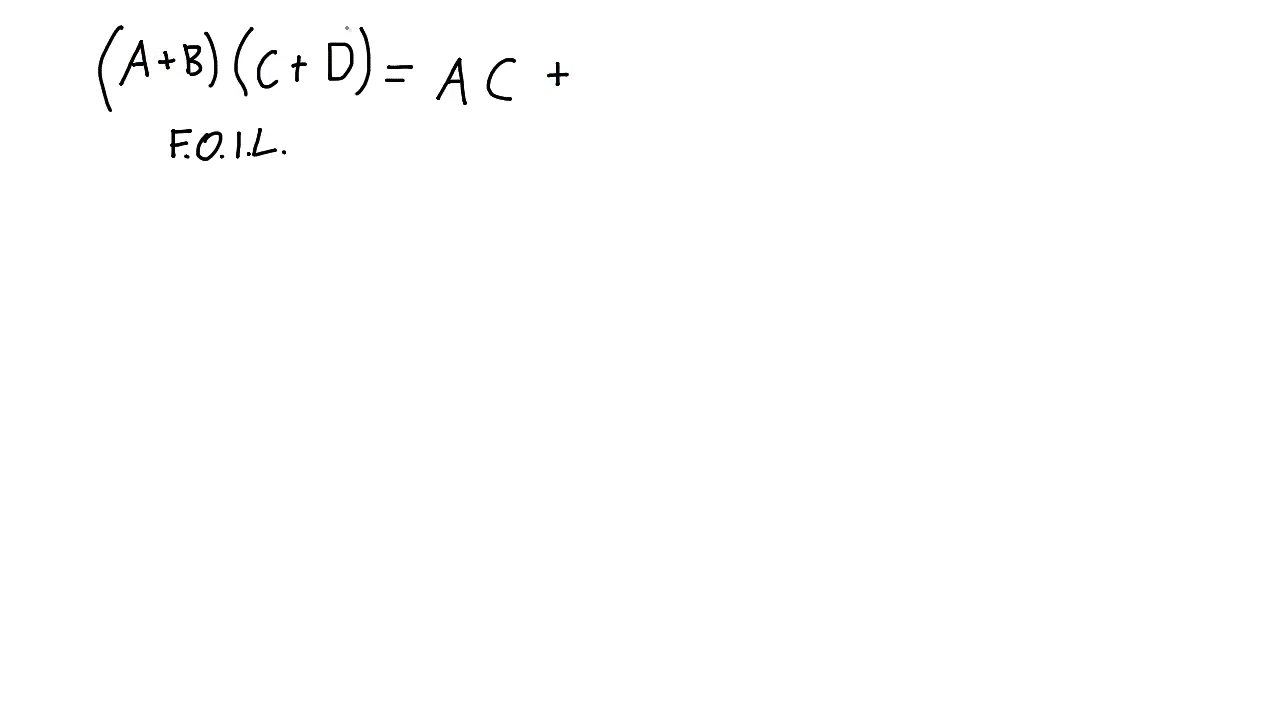 (A+B)(C+D)= AC +
F.O.I.L.